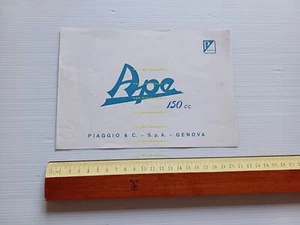 Ape
150 cc.
PIAGGIO & C. - S.p.A. - GENOVA